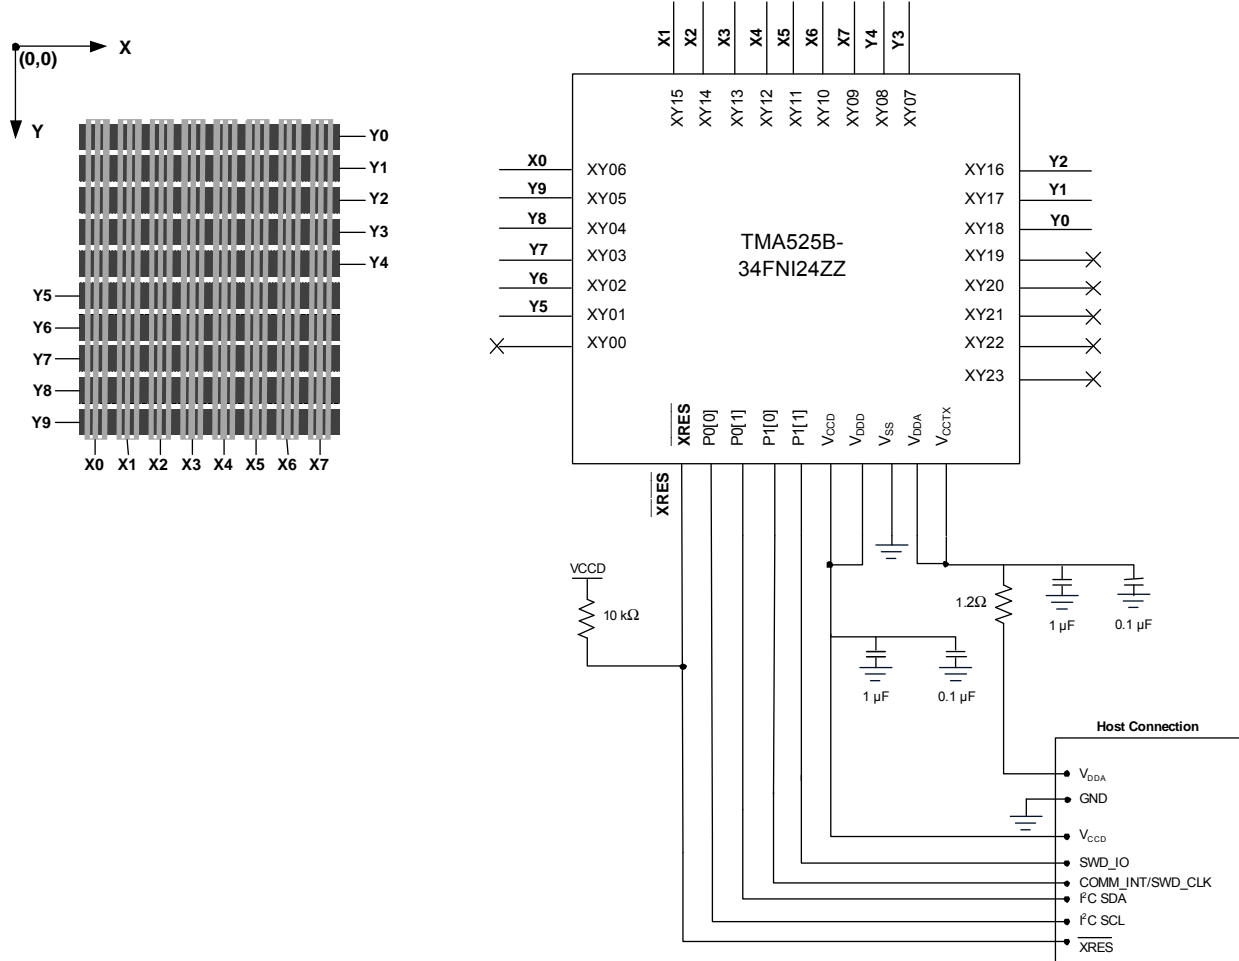 X
(0,0)
Y
Y0
Y1
Y2
Y3
Y4
Y5
Y6
Y7
Y8
Y9
X0 X1 X2 X3 X4 X5 X6 X7
X1 X2 X3 X4 X5 X6 X7 Y4 Y3
XY15 XY14 XY13 XY12 XY11 XY10 XY09 XY08 XY07
X0 XY06
Y9 XY05
Y8 XY04
Y7 XY03
Y6 XY02
Y5 XY01
XY00
TMA525B-
34FNI24ZZ
XY16 Y2
XY17 Y1
XY18 Y0
XY19
XY20
XY21
XY22
XY23
XRES P0[0] P0[1] P1[0] P1[1] VCCD VDDD VSS VDDA VCCTX
XRES
VCCD
10 kΩ
1.2Ω
1 µF 0.1 µF
1 µF 0.1 µF
Host Connection
VDDA
GND
VCCD
SWD_IO
COMM_INT/SWD_CLK
I²C SDA
I²C SCL
XRES